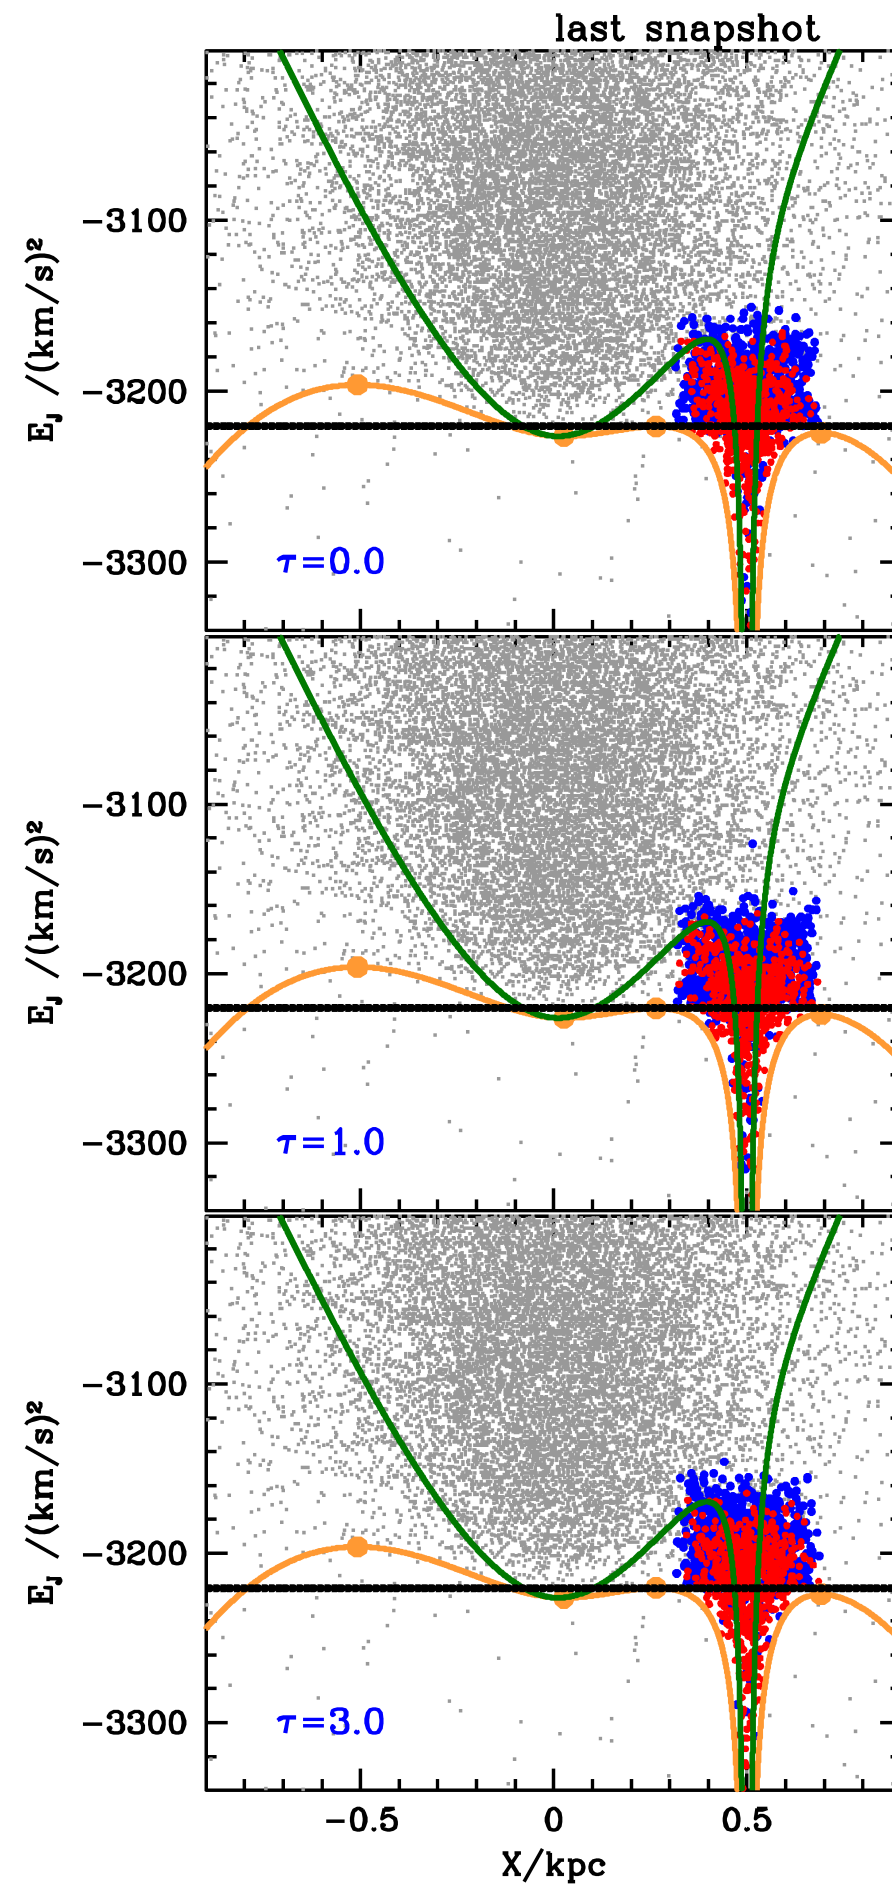 last snapshot
E_J /(km/s)²
−3100
−3200
−3300
τ=0.0
E_J /(km/s)²
−3100
−3200
−3300
τ=1.0
E_J /(km/s)²
−3100
−3200
−3300
τ=3.0
−0.5 0 0.5
X/kpc